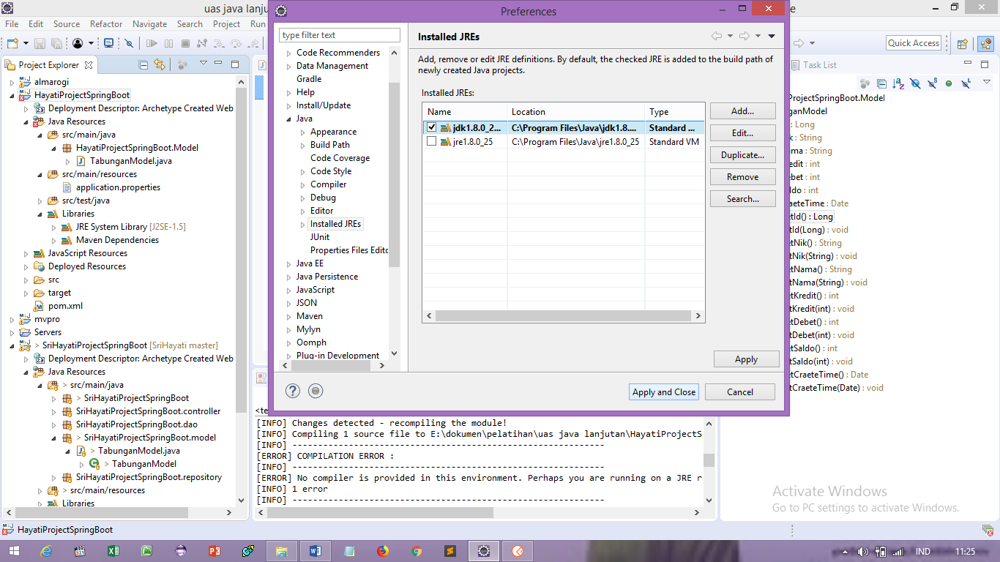 uas java lanju
Preferences
e
File Edit Source Refactor Navigate Search Project Run
Quick Access
Project Explorer
almarogi
HayatiProjectSpringBoot
Deployment Descriptor: Archetype Created Web
Java Resources
src/main/java
HayatiProjectSpringBoot.Model
TabunganModel.java
src/main/resources
application.properties
src/test/java
Libraries
JRE System Library [J2SE-1.5]
Maven Dependencies
JavaScript Resources
Deployed Resources
src
target
pom.xml
mvpro
Servers
> SriHayatiProjectSpringBoot [SriHayati master]
Deployment Descriptor: Archetype Created Web
Java Resources
> src/main/java
> SriHayatiProjectSpringBoot
SriHayatiProjectSpringBoot.controller
SriHayatiProjectSpringBoot.dao
> SriHayatiProjectSpringBoot.model
> TabunganModel.java
> TabunganModel
SriHayatiProjectSpringBoot.repository
> src/main/resources
Libraries
type filter text
Code Recommenders
Data Management
Gradle
Help
Install/Update
Java
Appearance
Build Path
Code Coverage
Code Style
Compiler
Debug
Editor
Installed JREs
JUnit
Properties Files Edito
Java EE
Java Persistence
JavaScript
JSON
Maven
Mylyn
Oomph
Plug-in Development
Installed JREs
Add, remove or edit JRE definitions. By default, the checked JRE is added to the build path of
newly created Java projects.
Installed JREs:
Name Location Type
jdk1.8.0_2... C:\Program Files\Java\jdk1.8.... Standard ...
jre1.8.0_25 C:\Program Files\Java\jre1.8.0_25 Standard VM
Add...
Edit...
Duplicate...
Remove
Search...
Apply
Apply and Close
Cancel
Task List
ProjectSpringBoot.Model
ganModel
: Long
k : String
ma : String
edit : int
ebet : int
ldo : int
raeteTime : Date
etId() : Long
tId(Long) : void
etNik() : String
tNik(String) : void
etNama() : String
tNama(String) : void
etKredit() : int
tKredit(int) : void
etDebet() : int
tDebet(int) : void
etSaldo() : int
tSaldo(int) : void
etCraeteTime() : Date
etCraeteTime(Date) : void
<te
[INFO] Changes detected - recompiling the module!
[INFO] Compiling 1 source file to E:\dokumen\pelatihan\uas java lanjutan\HayatiProjectS
[INFO] -------------------------------------------------------------
[ERROR] COMPILATION ERROR :
[INFO] -------------------------------------------------------------
[ERROR] No compiler is provided in this environment. Perhaps you are running on a JRE r
[INFO] 1 error
[INFO] -------------------------------------------------------------
Activate Windows
Go to PC settings to activate Windows.
HayatiProjectSpringBoot
IND 11:25